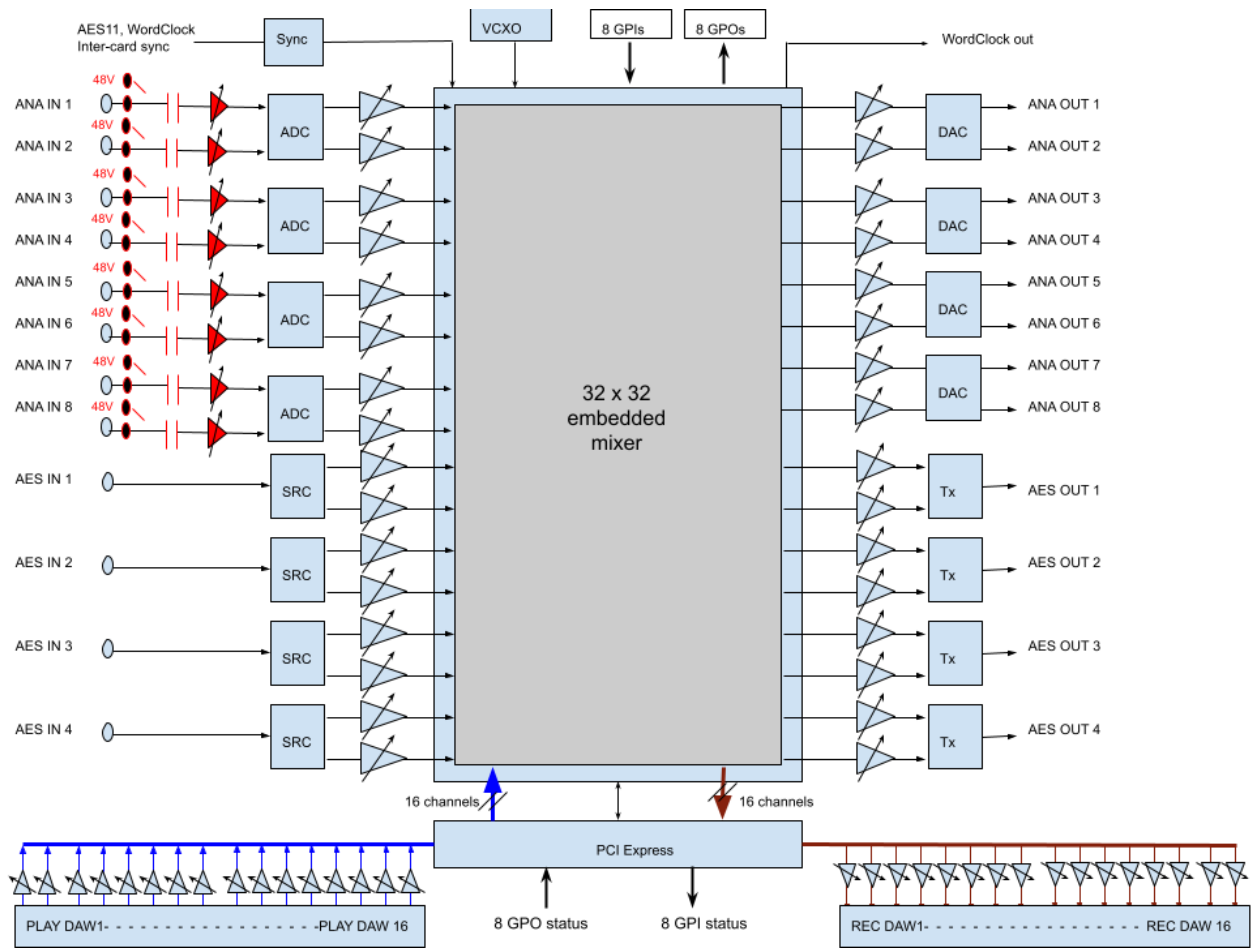 AES11, WordClock
Inter-card sync
Sync
VCXO
8 GPIs
8 GPOs
WordClock out
48V
ANA IN 1
ADC
DAC
ANA OUT 1
48V
ANA IN 2
ANA OUT 2
48V
ANA IN 3
ADC
DAC
ANA OUT 3
48V
ANA IN 4
ANA OUT 4
48V
ANA IN 5
ADC
DAC
ANA OUT 5
48V
ANA IN 6
ANA OUT 6
48V
ANA IN 7
ADC
DAC
ANA OUT 7
48V
ANA IN 8
ANA OUT 8
32 x 32
embedded
mixer
AES IN 1
SRC
Tx
AES OUT 1
AES IN 2
SRC
Tx
AES OUT 2
AES IN 3
SRC
Tx
AES OUT 3
AES IN 4
SRC
Tx
AES OUT 4
16 channels
16 channels
PCI Express
PLAY DAW1- - - - - - - - - - - - - - - - - -PLAY DAW 16
8 GPO status
8 GPI status
REC DAW1- - - - - - - - - - - - - - - - - - REC DAW 16